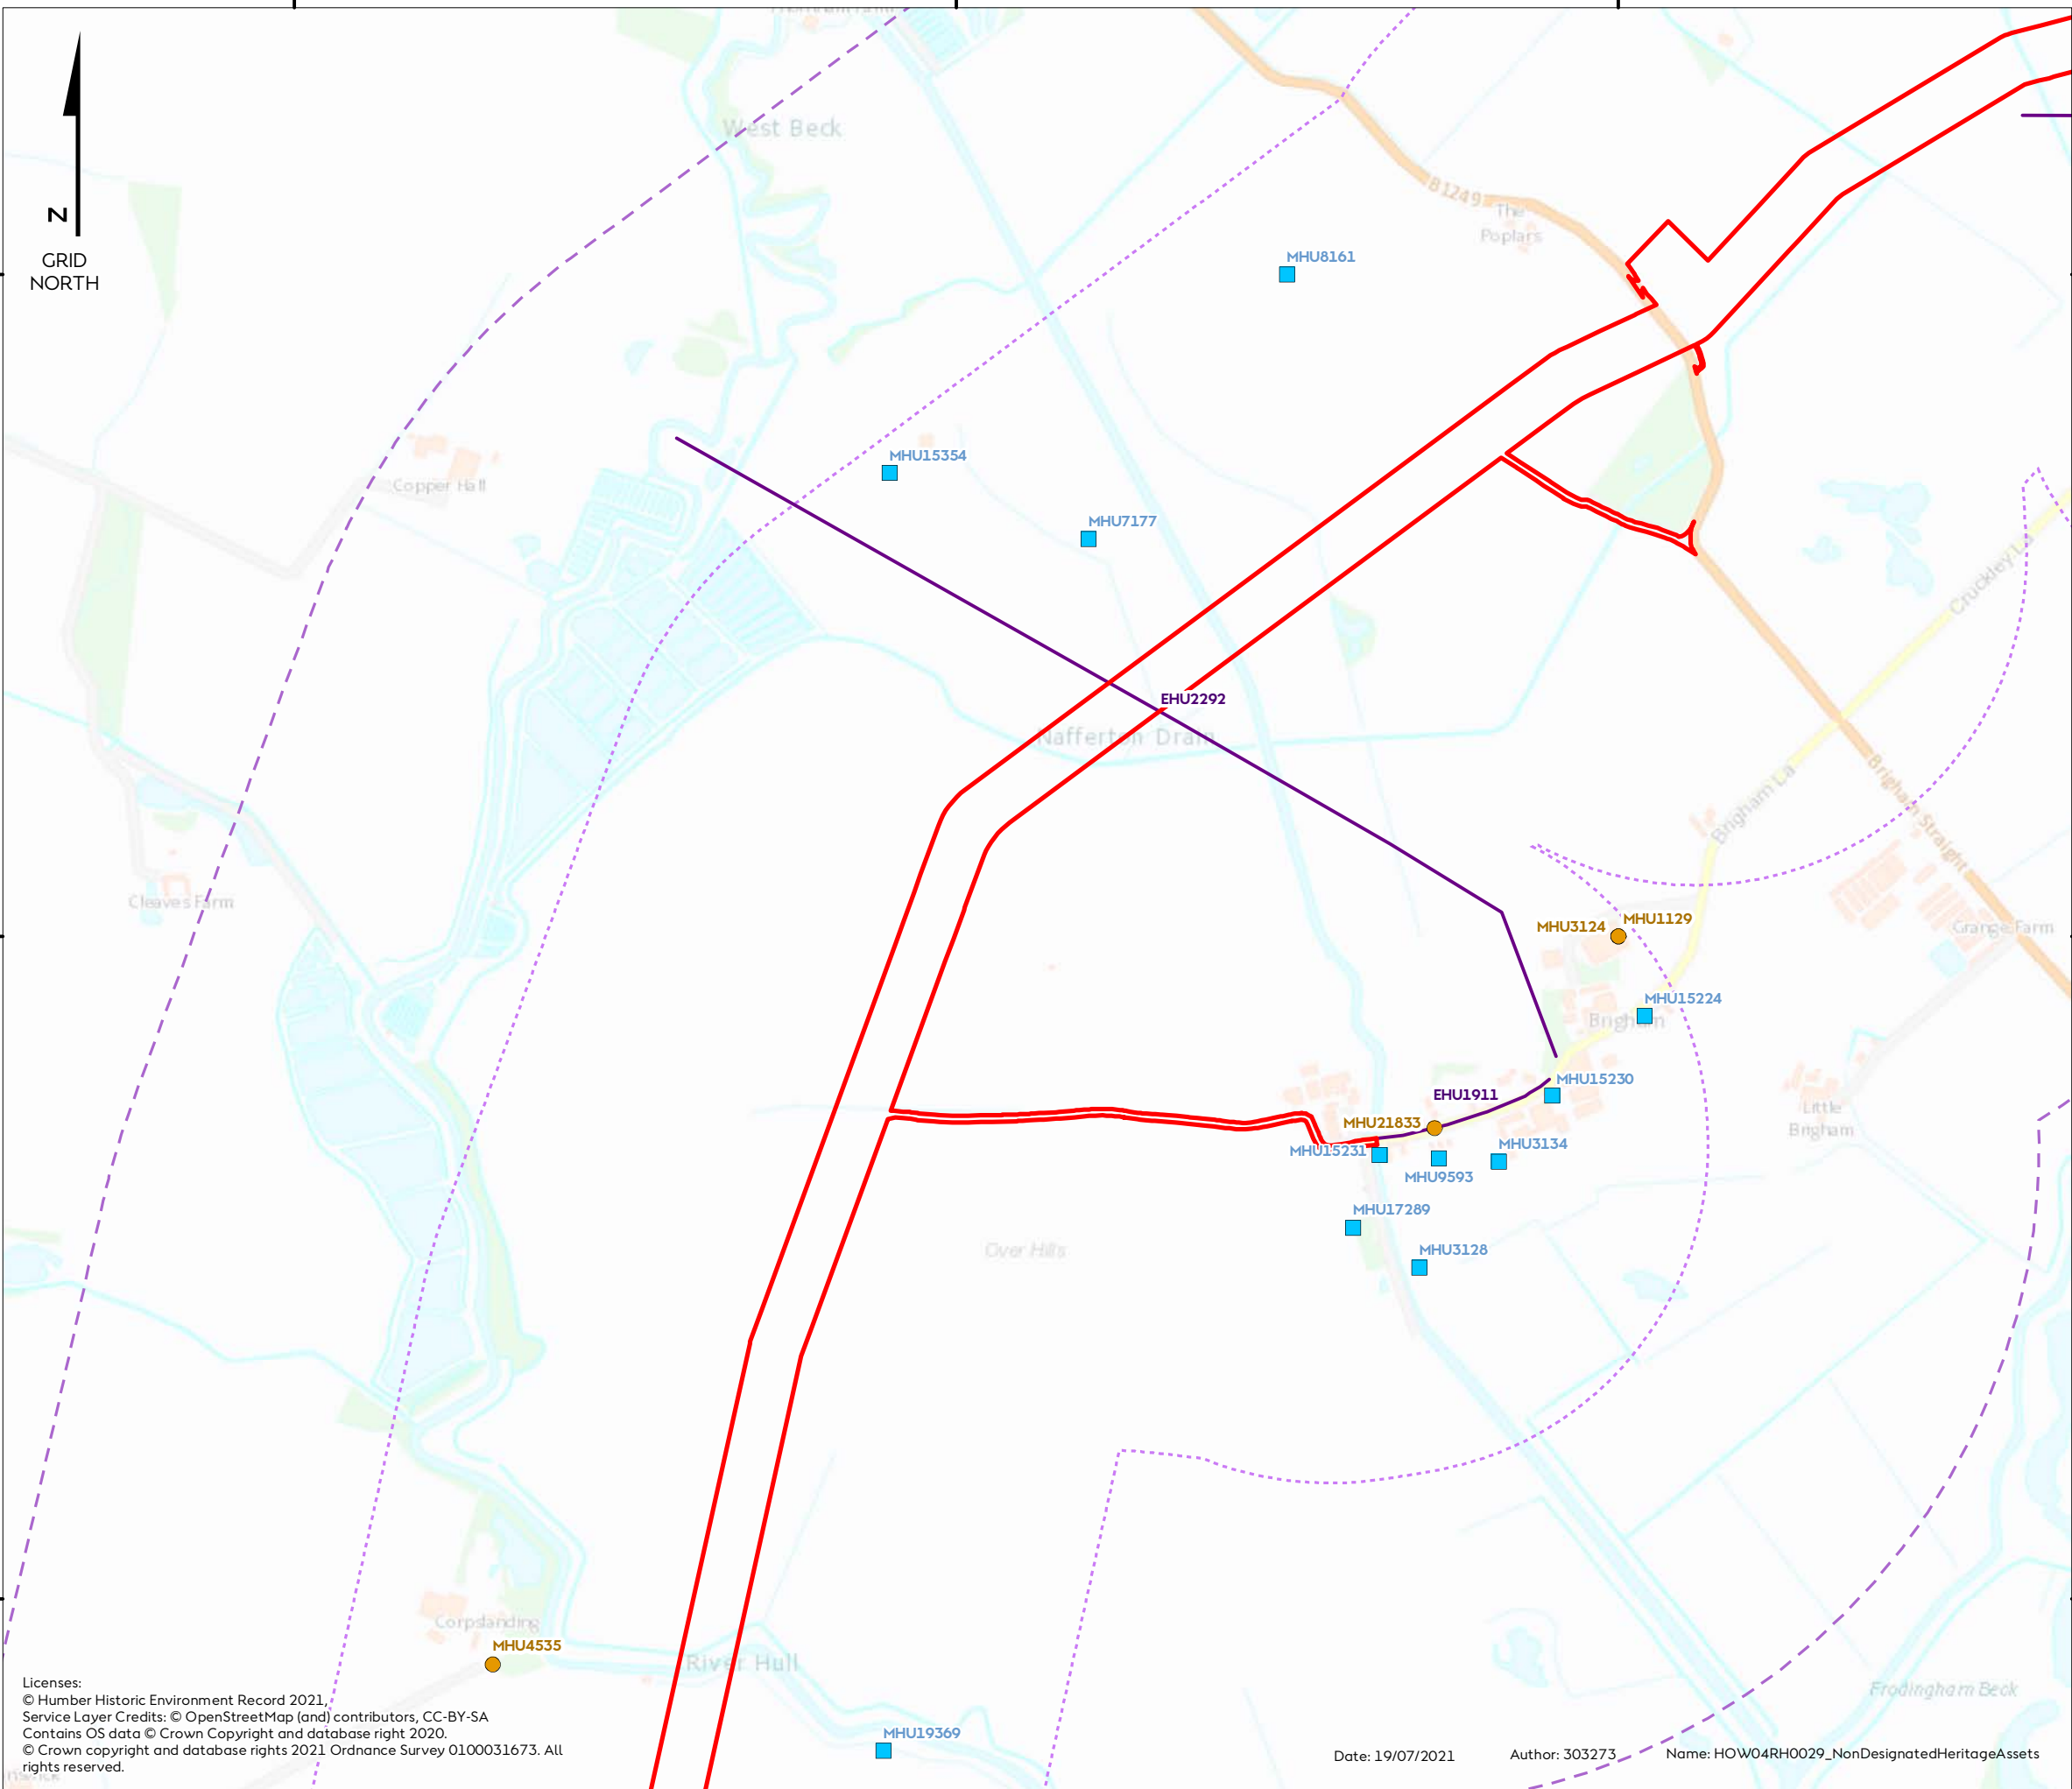 West Beck
B1249
The
Poplars
N
GRID
NORTH
MHU8161
MHU15354
Copper Hall
MHU7177
Cruckley La
EHU2292
Nafferton Drain
Brigham La
Brigham Straight
Cleaves Farm
MHU3124
MHU1129
Grange Farm
MHU15224
Brigham
MHU15230
EHU1911
Little
Brigham
MHU21833
MHU15231
MHU3134
MHU9593
MHU17289
Over Hills
MHU3128
Corpslanding
MHU4535
River Hull
Frodingham Beck
MHU19369
Licenses:
© Humber Historic Environment Record 2021,
Service Layer Credits: © OpenStreetMap (and) contributors, CC-BY-SA
Contains OS data © Crown Copyright and database right 2020.
© Crown copyright and database rights 2021 Ordnance Survey 0100031673. All
rights reserved.
Date: 19/07/2021 Author: 303273 Name: HOW04RH0029_NonDesignatedHeritageAssets